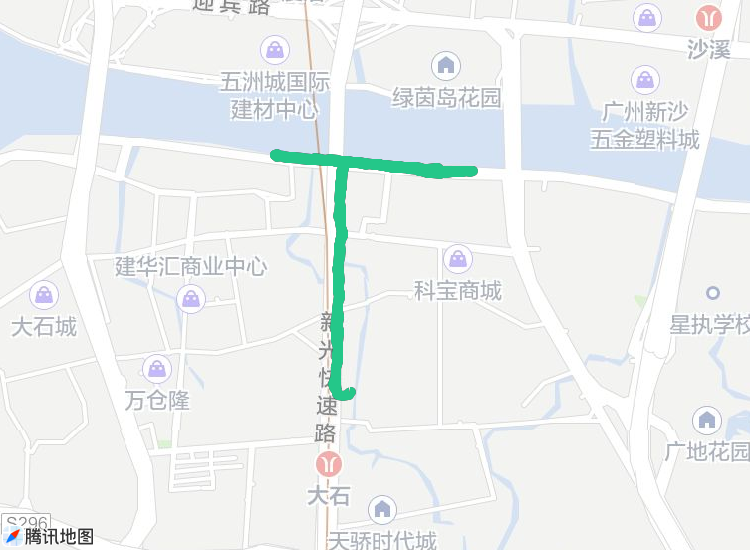 迎宾路
沙溪
五洲城国际
建材中心
绿茵岛花园
广州新沙
五金塑料城
建华汇商业中心
科宝商城
大石城
星执学校
新光快速路
万仓隆
广地花园
大石
S296
腾讯地图
天骄时代城